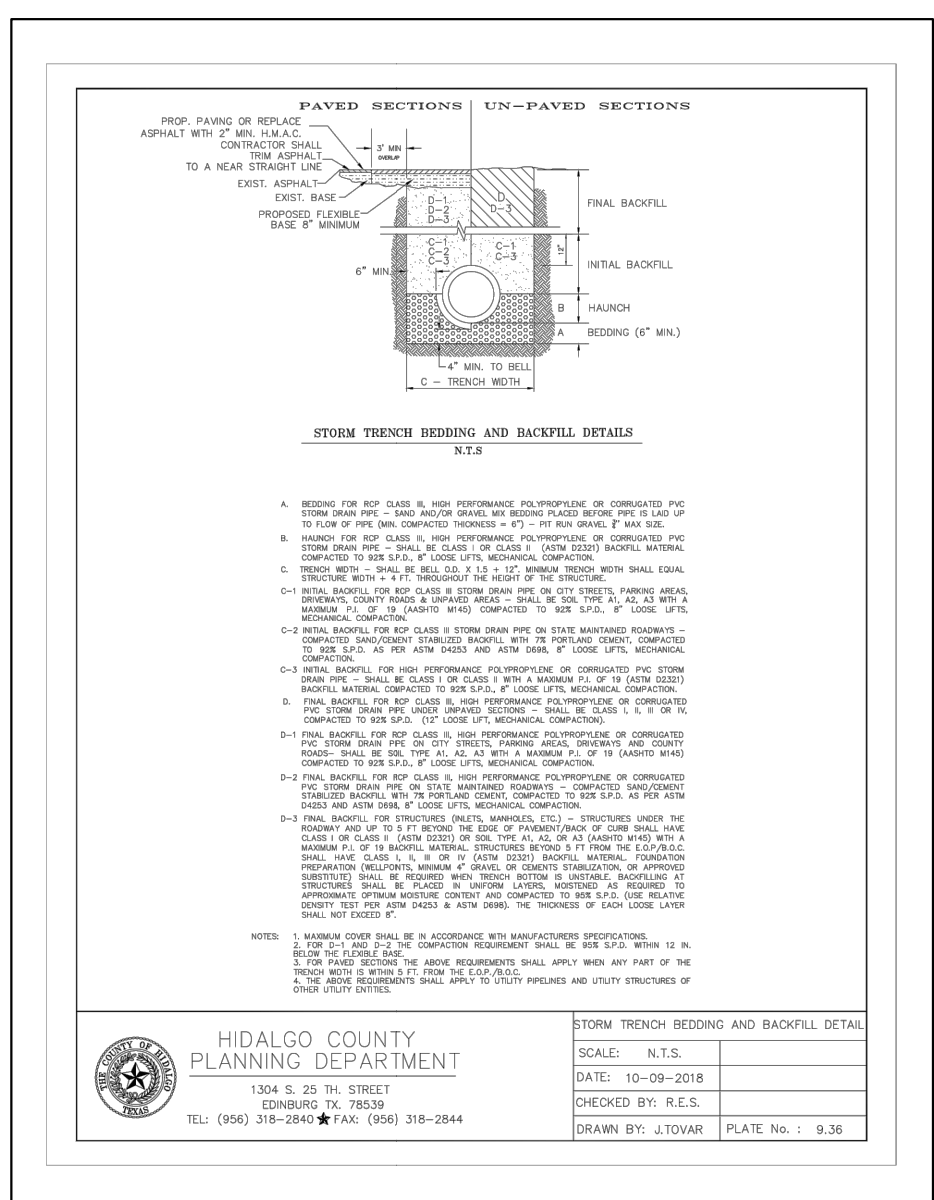 PAVED SECTIONS
UN-PAVED SECTIONS
PROP. PAVING OR REPLACE
ASPHALT WITH 2" MIN. H.M.A.C.
CONTRACTOR SHALL
TRIM ASPHALT
TO A NEAR STRAIGHT LINE
EXIST. ASPHALT
EXIST. BASE
PROPOSED FLEXIBLE
BASE 8" MINIMUM
3' MIN
OVERLAP
D-1
D-2
D-3
D,
D-3
FINAL BACKFILL
C-1
C-2
C-3
C-1
C-3
12"
INITIAL BACKFILL
6" MIN.
B HAUNCH
A BEDDING (6" MIN.)
4" MIN. TO BELL
C - TRENCH WIDTH
STORM TRENCH BEDDING AND BACKFILL DETAILS
N.T.S
A. BEDDING FOR RCP CLASS III, HIGH PERFORMANCE POLYPROPYLENE OR CORRUGATED PVC
STORM DRAIN PIPE - SAND AND/OR GRAVEL MIX BEDDING PLACED BEFORE PIPE IS LAID UP
TO FLOW OF PIPE (MIN. COMPACTED THICKNESS = 6") - PIT RUN GRAVEL ¾" MAX SIZE.
B. HAUNCH FOR RCP CLASS III, HIGH PERFORMANCE POLYPROPYLENE OR CORRUGATED PVC
STORM DRAIN PIPE - SHALL BE CLASS I OR CLASS II (ASTM D2321) BACKFILL MATERIAL
COMPACTED TO 92% S.P.D., 8" LOOSE LIFTS, MECHANICAL COMPACTION.
C. TRENCH WIDTH - SHALL BE BELL O.D. X 1.5 + 12". MINIMUM TRENCH WIDTH SHALL EQUAL
STRUCTURE WIDTH + 4 FT. THROUGHOUT THE HEIGHT OF THE STRUCTURE.
C-1 INITIAL BACKFILL FOR RCP CLASS III STORM DRAIN PIPE ON CITY STREETS, PARKING AREAS,
DRIVEWAYS, COUNTY ROADS & UNPAVED AREAS - SHALL BE SOIL TYPE A1, A2, A3 WITH A
MAXIMUM P.I. OF 19 (AASHTO M145) COMPACTED TO 92% S.P.D., 8" LOOSE LIFTS,
MECHANICAL COMPACTION.
C-2 INITIAL BACKFILL FOR RCP CLASS III STORM DRAIN PIPE ON STATE MAINTAINED ROADWAYS -
COMPACTED SAND/CEMENT STABILIZED BACKFILL WITH 7% PORTLAND CEMENT, COMPACTED
TO 92% S.P.D. AS PER ASTM D4253 AND ASTM D698, 8" LOOSE LIFTS, MECHANICAL
COMPACTION.
C-3 INITIAL BACKFILL FOR HIGH PERFORMANCE POLYPROPYLENE OR CORRUGATED PVC STORM
DRAIN PIPE - SHALL BE CLASS I OR CLASS II WITH A MAXIMUM P.I. OF 19 (ASTM D2321)
BACKFILL MATERIAL COMPACTED TO 92% S.P.D., 8" LOOSE LIFTS, MECHANICAL COMPACTION.
D. FINAL BACKFILL FOR RCP CLASS III, HIGH PERFORMANCE POLYPROPYLENE OR CORRUGATED
PVC STORM DRAIN PIPE UNDER UNPAVED SECTIONS - SHALL BE CLASS I, II, III OR IV,
COMPACTED TO 92% S.P.D. (12" LOOSE LIFT, MECHANICAL COMPACTION).
D-1 FINAL BACKFILL FOR RCP CLASS III, HIGH PERFORMANCE POLYPROPYLENE OR CORRUGATED
PVC STORM DRAIN PIPE ON CITY STREETS, PARKING AREAS, DRIVEWAYS AND COUNTY
ROADS- SHALL BE SOIL TYPE A1, A2, A3 WITH A MAXIMUM P.I. OF 19 (AASHTO M145)
COMPACTED TO 92% S.P.D., 8" LOOSE LIFTS, MECHANICAL COMPACTION.
D-2 FINAL BACKFILL FOR RCP CLASS III, HIGH PERFORMANCE POLYPROPYLENE OR CORRUGATED
PVC STORM DRAIN PIPE ON STATE MAINTAINED ROADWAYS - COMPACTED SAND/CEMENT
STABILIZED BACKFILL WITH 7% PORTLAND CEMENT, COMPACTED TO 92% S.P.D. AS PER ASTM
D4253 AND ASTM D698, 8" LOOSE LIFTS, MECHANICAL COMPACTION.
D-3 FINAL BACKFILL FOR STRUCTURES (INLETS, MANHOLES, ETC.) - STRUCTURES UNDER THE
ROADWAY AND UP TO 5 FT BEYOND THE EDGE OF PAVEMENT/BACK OF CURB SHALL HAVE
CLASS I OR CLASS II (ASTM D2321) OR SOIL TYPE A1, A2, OR A3 (AASHTO M145) WITH A
MAXIMUM P.I. OF 19 BACKFILL MATERIAL. STRUCTURES BEYOND 5 FT FROM THE E.O.P./B.O.C.
SHALL HAVE CLASS I, II, III OR IV (ASTM D2321) BACKFILL MATERIAL. FOUNDATION
PREPARATION (WELLPOINTS, MINIMUM 4" GRAVEL OR CEMENTS STABILIZATION, OR APPROVED
SUBSTITUTE) SHALL BE REQUIRED WHEN TRENCH BOTTOM IS UNSTABLE. BACKFILLING AT
STRUCTURES SHALL BE PLACED IN UNIFORM LAYERS, MOISTENED AS REQUIRED TO
APPROXIMATE OPTIMUM MOISTURE CONTENT AND COMPACTED TO 95% S.P.D. (USE RELATIVE
DENSITY TEST PER ASTM D4253 & ASTM D698). THE THICKNESS OF EACH LOOSE LAYER
SHALL NOT EXCEED 8".
NOTES: 1. MAXIMUM COVER SHALL BE IN ACCORDANCE WITH MANUFACTURERS SPECIFICATIONS.
2. FOR D-1 AND D-2 THE COMPACTION REQUIREMENT SHALL BE 95% S.P.D. WITHIN 12 IN.
BELOW THE FLEXIBLE BASE.
3. FOR PAVED SECTIONS THE ABOVE REQUIREMENTS SHALL APPLY WHEN ANY PART OF THE
TRENCH WIDTH IS WITHIN 5 FT. FROM THE E.O.P./B.O.C.
4. THE ABOVE REQUIREMENTS SHALL APPLY TO UTILITY PIPELINES AND UTILITY STRUCTURES OF
OTHER UTILITY ENTITIES.
THE COUNTY OF HIDALGO
TEXAS
HIDALGO COUNTY
PLANNING DEPARTMENT
1304 S. 25 TH. STREET
EDINBURG TX. 78539
TEL: (956) 318-2840 ★ FAX: (956) 318-2844
STORM TRENCH BEDDING AND BACKFILL DETAIL
SCALE: N.T.S.
DATE: 10-09-2018
CHECKED BY: R.E.S.
DRAWN BY: J.TOVAR
PLATE No. : 9.36